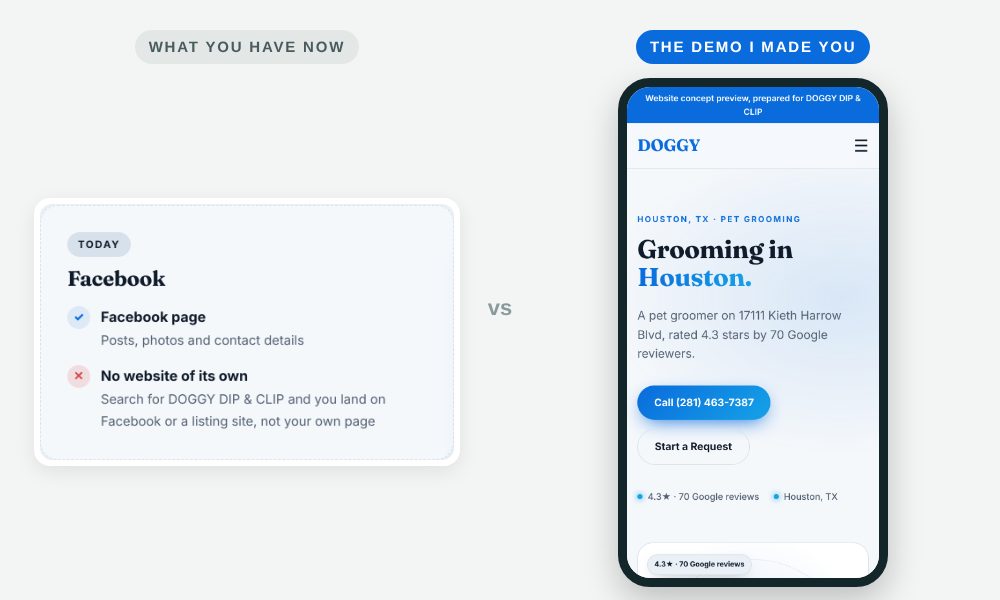 WHAT YOU HAVE NOW
THE DEMO I MADE YOU
TODAY
Facebook
Facebook page
Posts, photos and contact details
No website of its own
Search for DOGGY DIP & CLIP and you land on
Facebook or a listing site, not your own page
vs
Website concept preview, prepared for DOGGY DIP &
CLIP
DOGGY
HOUSTON, TX · PET GROOMING
Grooming in
Houston.
A pet groomer on 17111 Kieth Harrow
Blvd, rated 4.3 stars by 70 Google
reviewers.
Call (281) 463-7387
Start a Request
4.3★ · 70 Google reviews
Houston, TX
4.3★ · 70 Google reviews